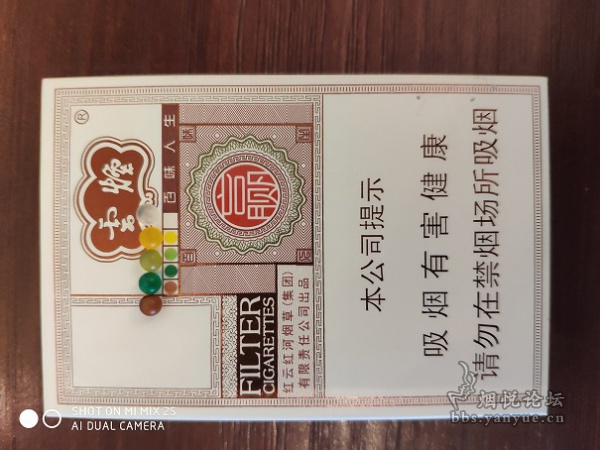 雲煙
®
百味人生
FILTER
CIGARETTES
红云红河烟草(集团)
有限责任公司出品
本公司提示
吸烟有害健康
请勿在禁烟场所吸烟
SHOT ON MI MIX 2S
AI DUAL CAMERA
烟悦论坛
bbs.yanyue.cn